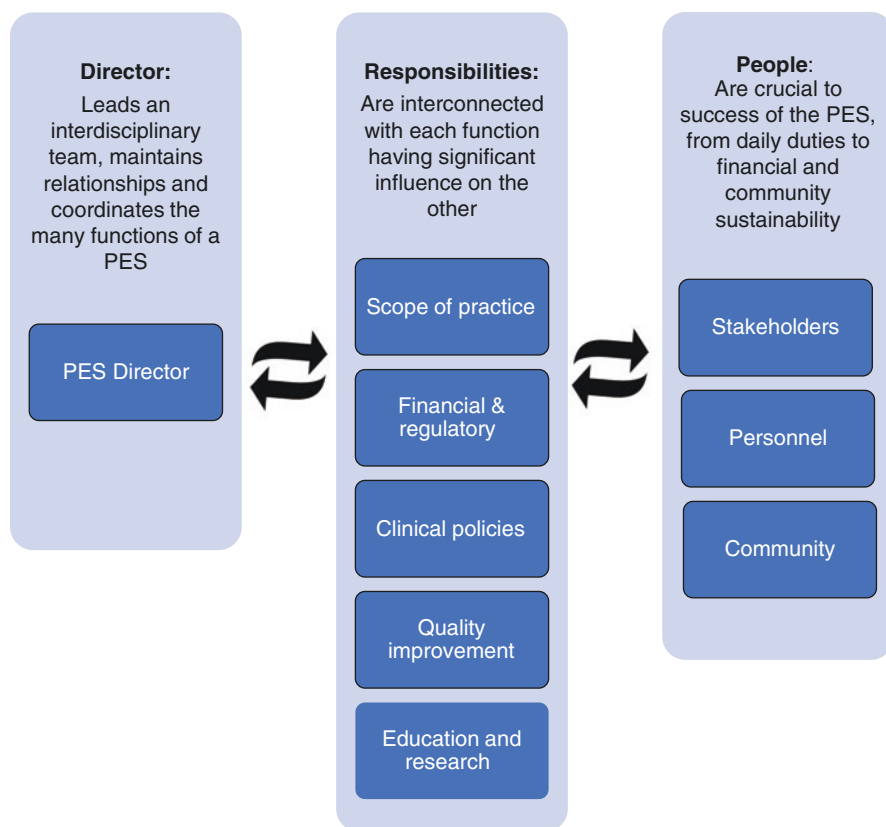 Director:
Leads an
interdisciplinary
team, maintains
relationships and
coordinates the
many functions of a
PES
PES Director
Responsibilities:
Are interconnected
with each function
having significant
influence on the
other
Scope of practice
Financial &
regulatory
Clinical policies
Quality
improvement
Education and
research
People:
Are crucial to
success of the PES,
from daily duties to
financial and
community
sustainability
Stakeholders
Personnel
Community